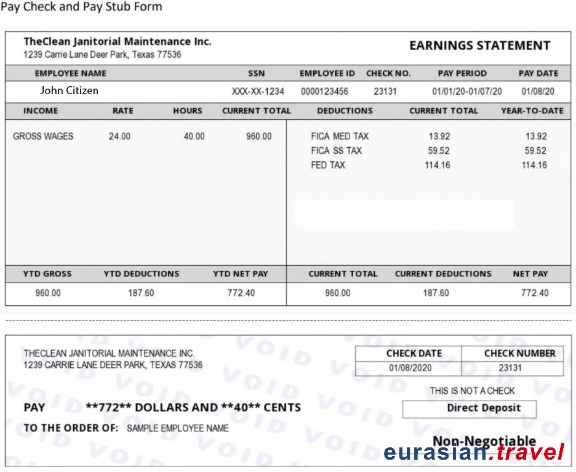 Pay Check and Pay Stub Form
TheClean Janitorial Maintenance Inc.
1239 Carrie Lane Deer Park, Texas 77536
EARNINGS STATEMENT
EMPLOYEE NAME SSN EMPLOYEE ID CHECK NO. PAY PERIOD PAY DATE
John Citizen XXX-XX-1234 0000123456 23131 01/01/20-01/07/20 01/08/20
INCOME RATE HOURS CURRENT TOTAL DEDUCTIONS CURRENT TOTAL YEAR-TO-DATE
GROSS WAGES 24.00 40.00 960.00 FICA MED TAX 13.92 13.92
FICA SS TAX 59.52 59.52
FED TAX 114.16 114.16
YTD GROSS YTD DEDUCTIONS YTD NET PAY CURRENT TOTAL CURRENT DEDUCTIONS NET PAY
960.00 187.60 772.40 960.00 187.60 772.40
THECLEAN JANITORIAL MAINTENANCE INC.
1239 CARRIE LANE DEER PARK, TEXAS 77536
CHECK DATE CHECK NUMBER
01/08/2020 23131
THIS IS NOT A CHECK
PAY **772** DOLLARS AND **40** CENTS
Direct Deposit
TO THE ORDER OF: SAMPLE EMPLOYEE NAME
Non-Negotiable
VOID VOID VOID VOID
eurasian.travel